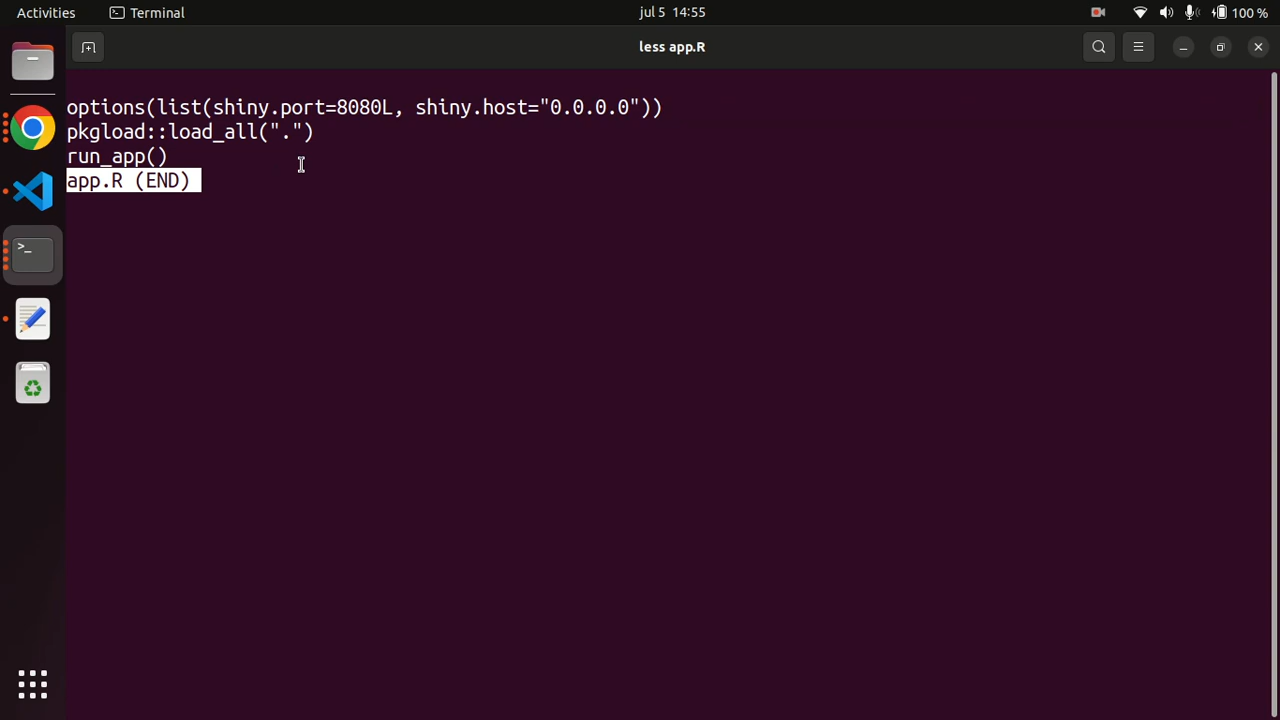 Activities
Terminal
jul 5 14:55
100 %
less app.R
options(list(shiny.port=8080L, shiny.host="0.0.0.0"))
pkgload::load_all(".")
run_app()
app.R (END)